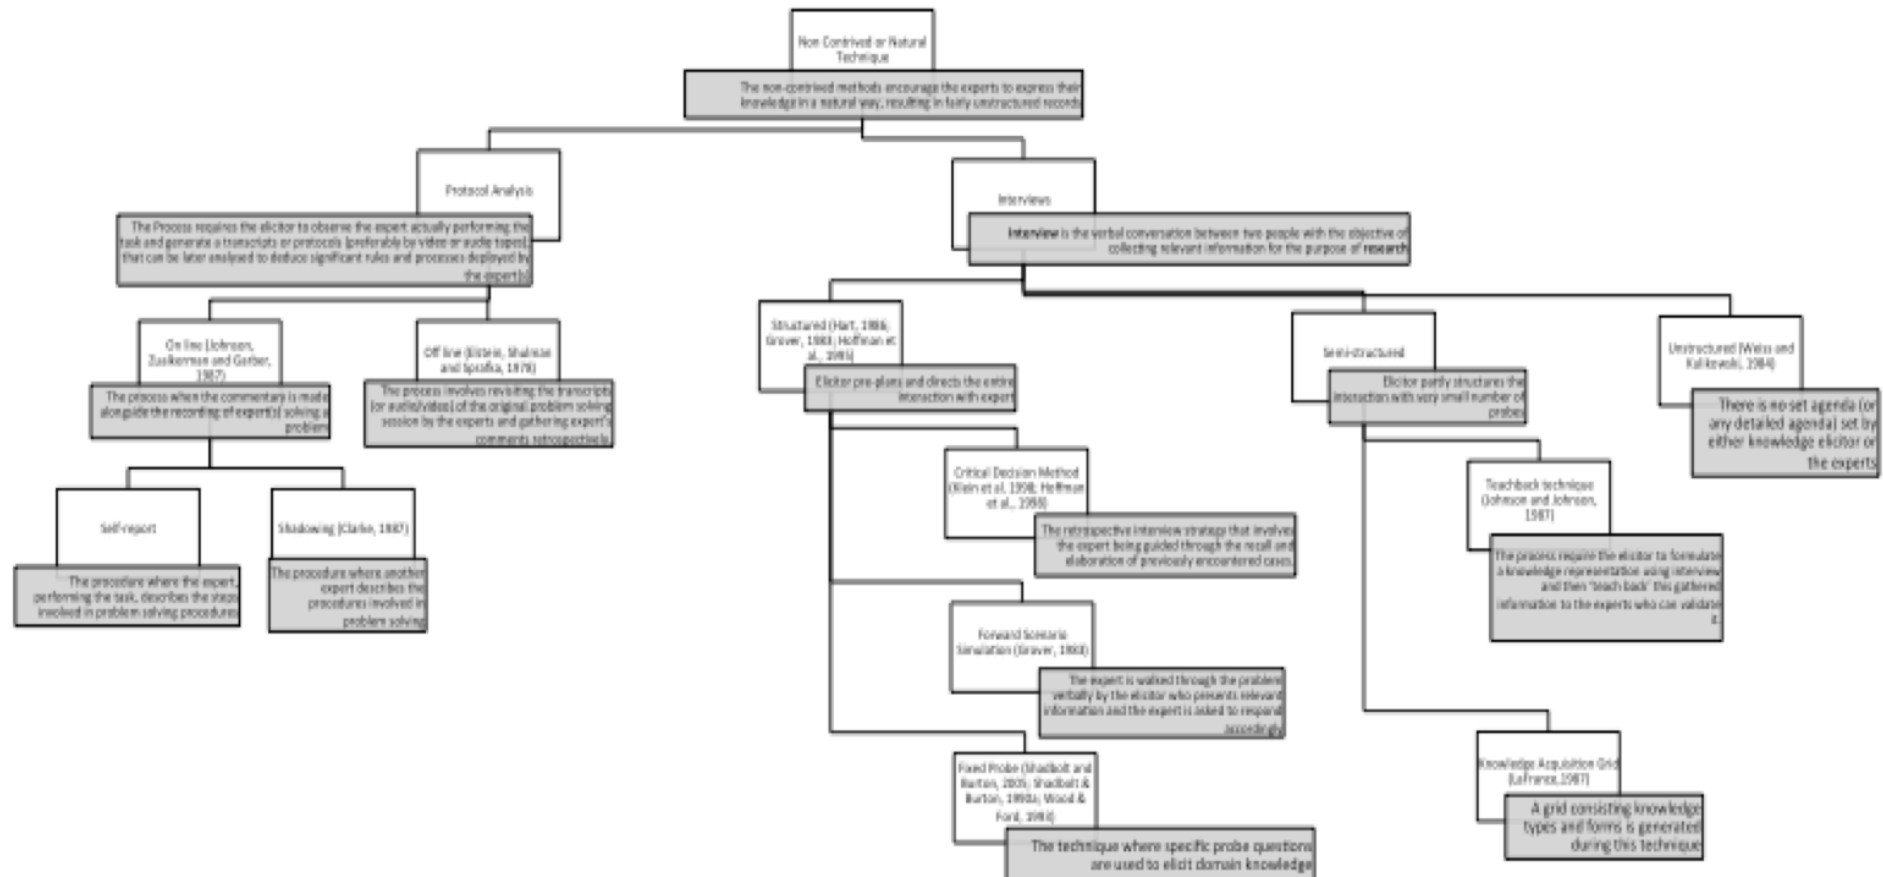 Non Contrived or Natural
Technique
The non-contrived methods encourage the experts to express their
knowledge in a natural way, resulting in fairly unstructured records
Protocol Analysis
The Process requires the elicitor to observe the expert actually performing the
task and generate a transcripts or protocols (preferably by video or audio tapes),
that can be later analysed to deduce significant rules and processes deployed by
the expert(s)
Interviews
Interview is the verbal conversation between two people with the objective of
collecting relevant information for the purpose of research
On line (Johnson,
Zualkerman and Garber,
1987)
The process when the commentary is made
alongside the recording of expert(s) solving a
problem
Off line (Elstein, Shulman
and Sprafka, 1978)
The process involves revisiting the transcripts
(or audio/video) of the original problem solving
session by the experts and gathering expert's
comments retrospectively.
Self-report
The procedure where the expert,
performing the task, describes the steps
involved in problem solving procedures
Shadowing (Clarke, 1987)
The procedure where another
expert describes the
procedures involved in
problem solving
Structured (Hart, 1986;
Grover, 1983; Hoffman et
al., 1995)
Elicitor pre-plans and directs the entire
interaction with expert
Critical Decision Method
(Klein et al. 1998; Hoffman
et al., 1998)
The retrospective interview strategy that involves
the expert being guided through the recall and
elaboration of previously encountered cases.
Forward Scenario
Simulation (Grover, 1983)
The expert is walked through the problem
verbally by the elicitor who presents relevant
information and the expert is asked to respond
accordingly
Fixed Probe (Shadbolt and
Burton, 2005; Shadbolt &
Burton, 1990a; Wood &
Ford, 1993)
The technique where specific probe questions
are used to elicit domain knowledge
Semi-structured
Elicitor partly structures the
interaction with very small number of
probes
Teachback technique
(Johnson and Johnson,
1987)
The process require the elicitor to formulate
a knowledge representation using interview
and then 'teach back' this gathered
information to the experts who can validate
it.
Knowledge Acquisition Grid
(LaFrance,1987)
A grid consisting knowledge
types and forms is generated
during this technique
Unstructured (Weiss and
Kulikowski, 1984)
There is no set agenda (or
any detailed agenda) set by
either knowledge elicitor or
the experts